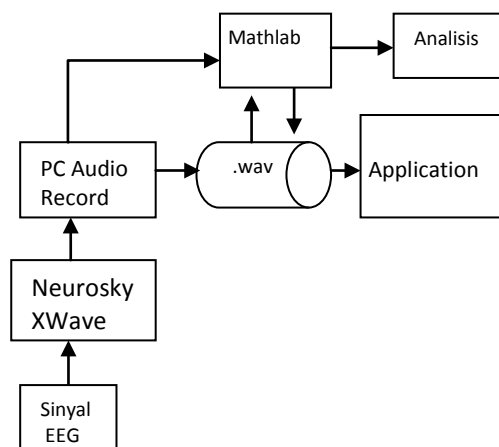 Mathlab
Analisis
PC Audio
Record
.wav
Application
Neurosky
XWave
Sinyal
EEG